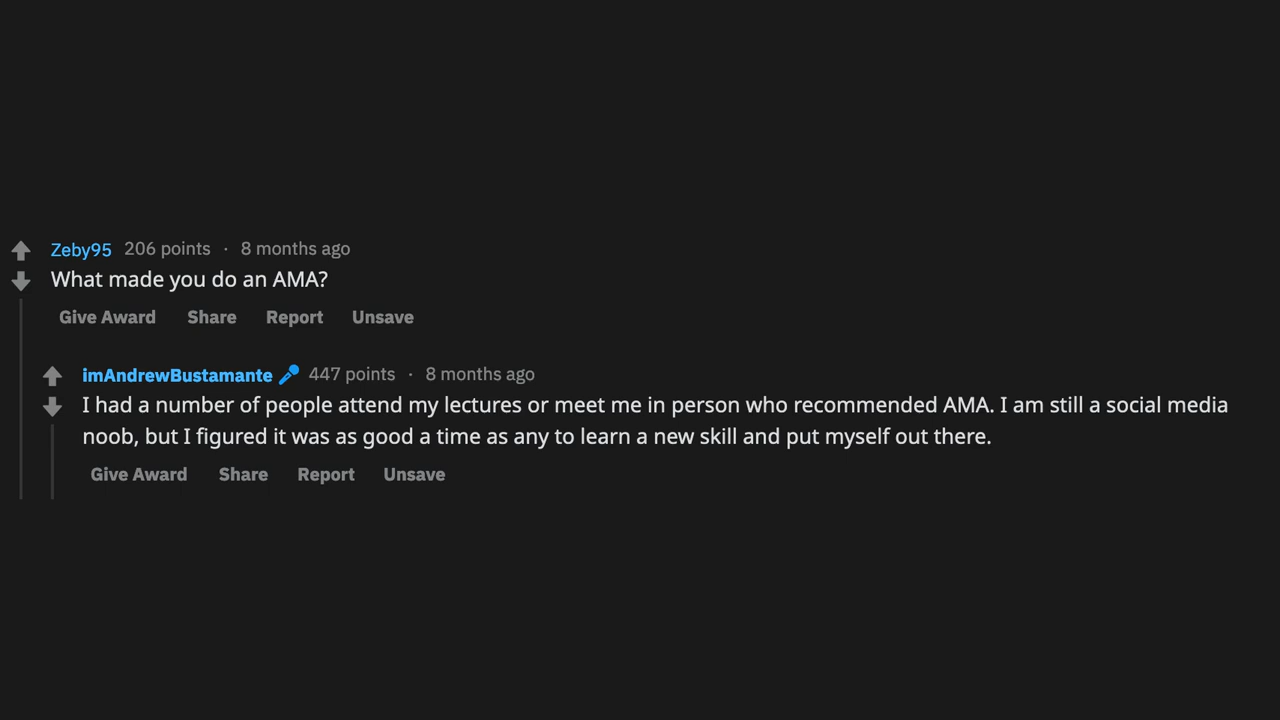 Zeby95 206 points · 8 months ago
What made you do an AMA?
Give Award Share Report Unsave
imAndrewBustamante 447 points · 8 months ago
I had a number of people attend my lectures or meet me in person who recommended AMA. I am still a social media
noob, but I figured it was as good a time as any to learn a new skill and put myself out there.
Give Award Share Report Unsave